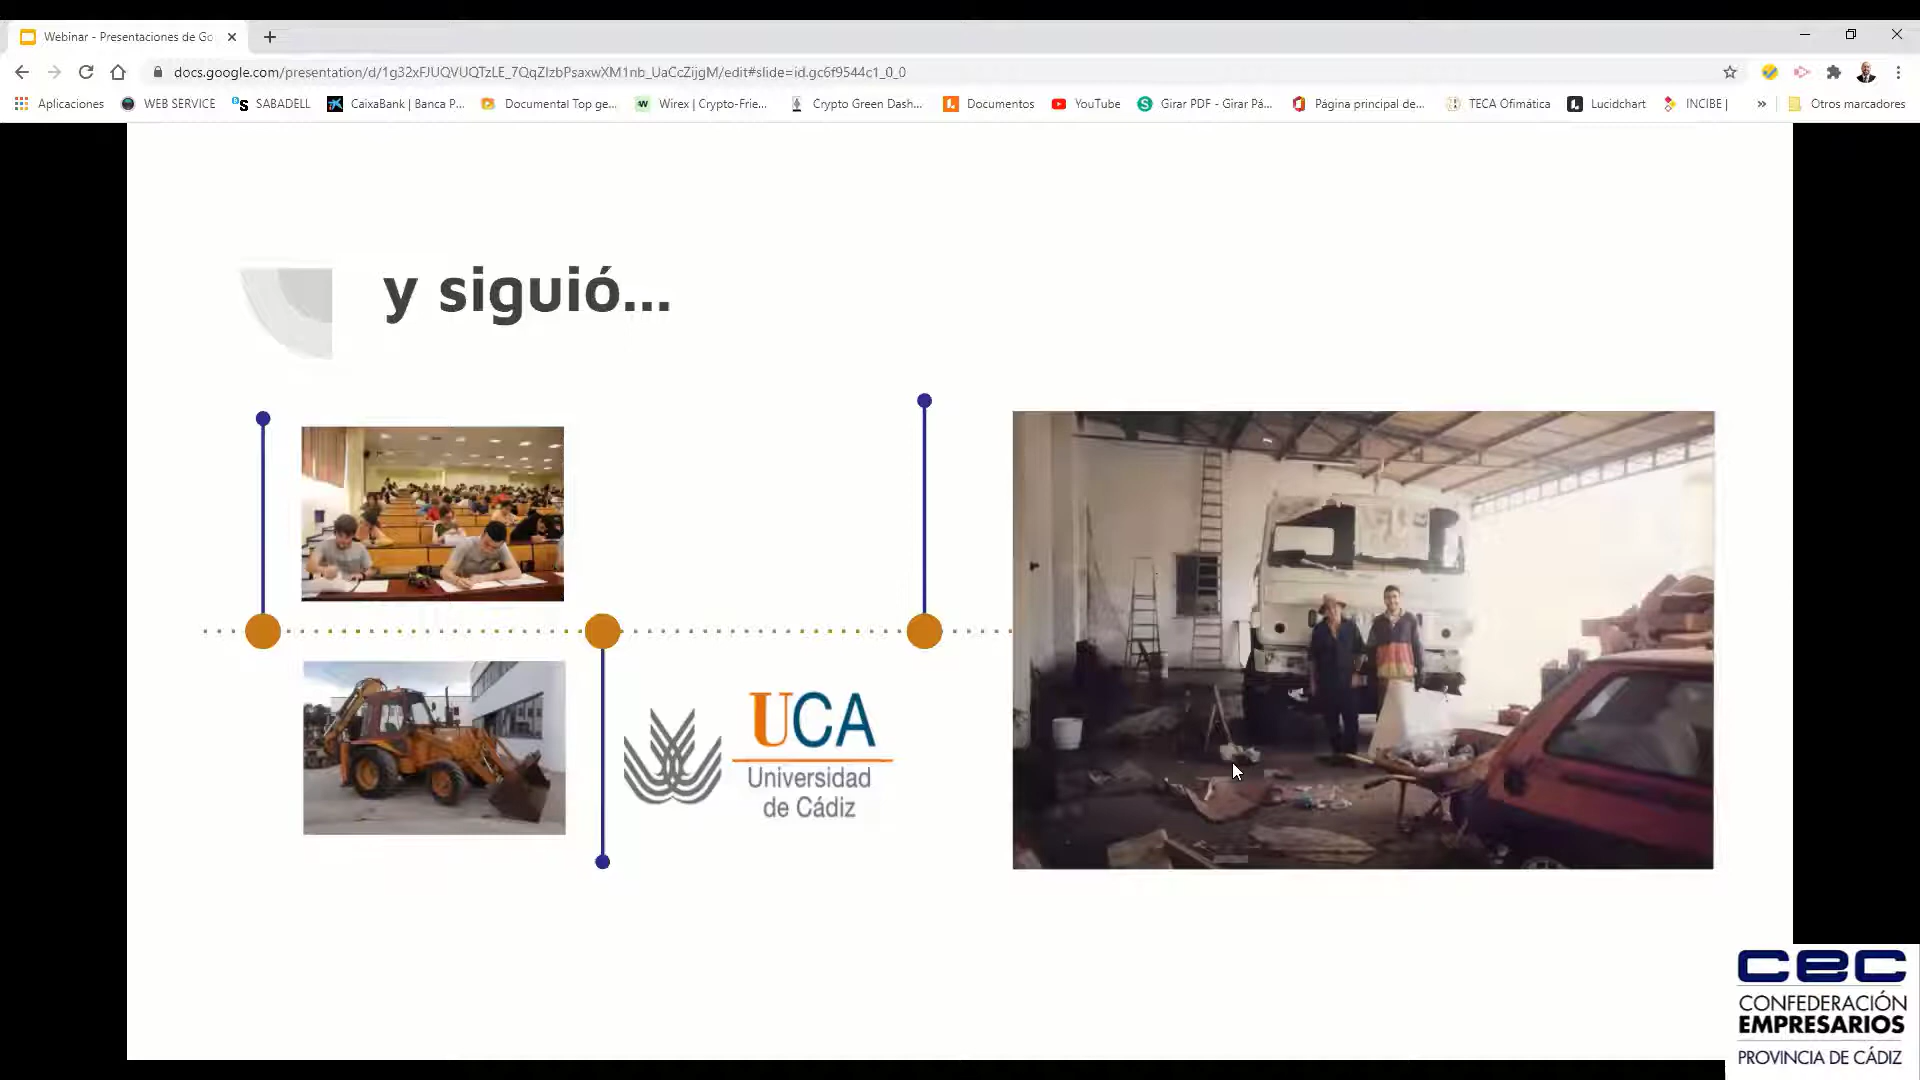 Webinar - Presentaciones de Go
docs.google.com/presentation/d/1g32xFJUQVUQTzLE_7QqZIzbPsaxwXM1nb_UaCcZijgM/edit#slide=id.gc6f9544c1_0_0
Aplicaciones WEB SERVICE SABADELL CaixaBank | Banca P... Documental Top ge... Wirex | Crypto-Frie... Crypto Green Dash... Documentos YouTube Girar PDF - Girar Pá... Página principal de... TECA Ofimática Lucidchart INCIBE | » Otros marcadores
y siguió...
UCA
Universidad
de Cádiz
cec
CONFEDERACIÓN
EMPRESARIOS
PROVINCIA DE CÁDIZ